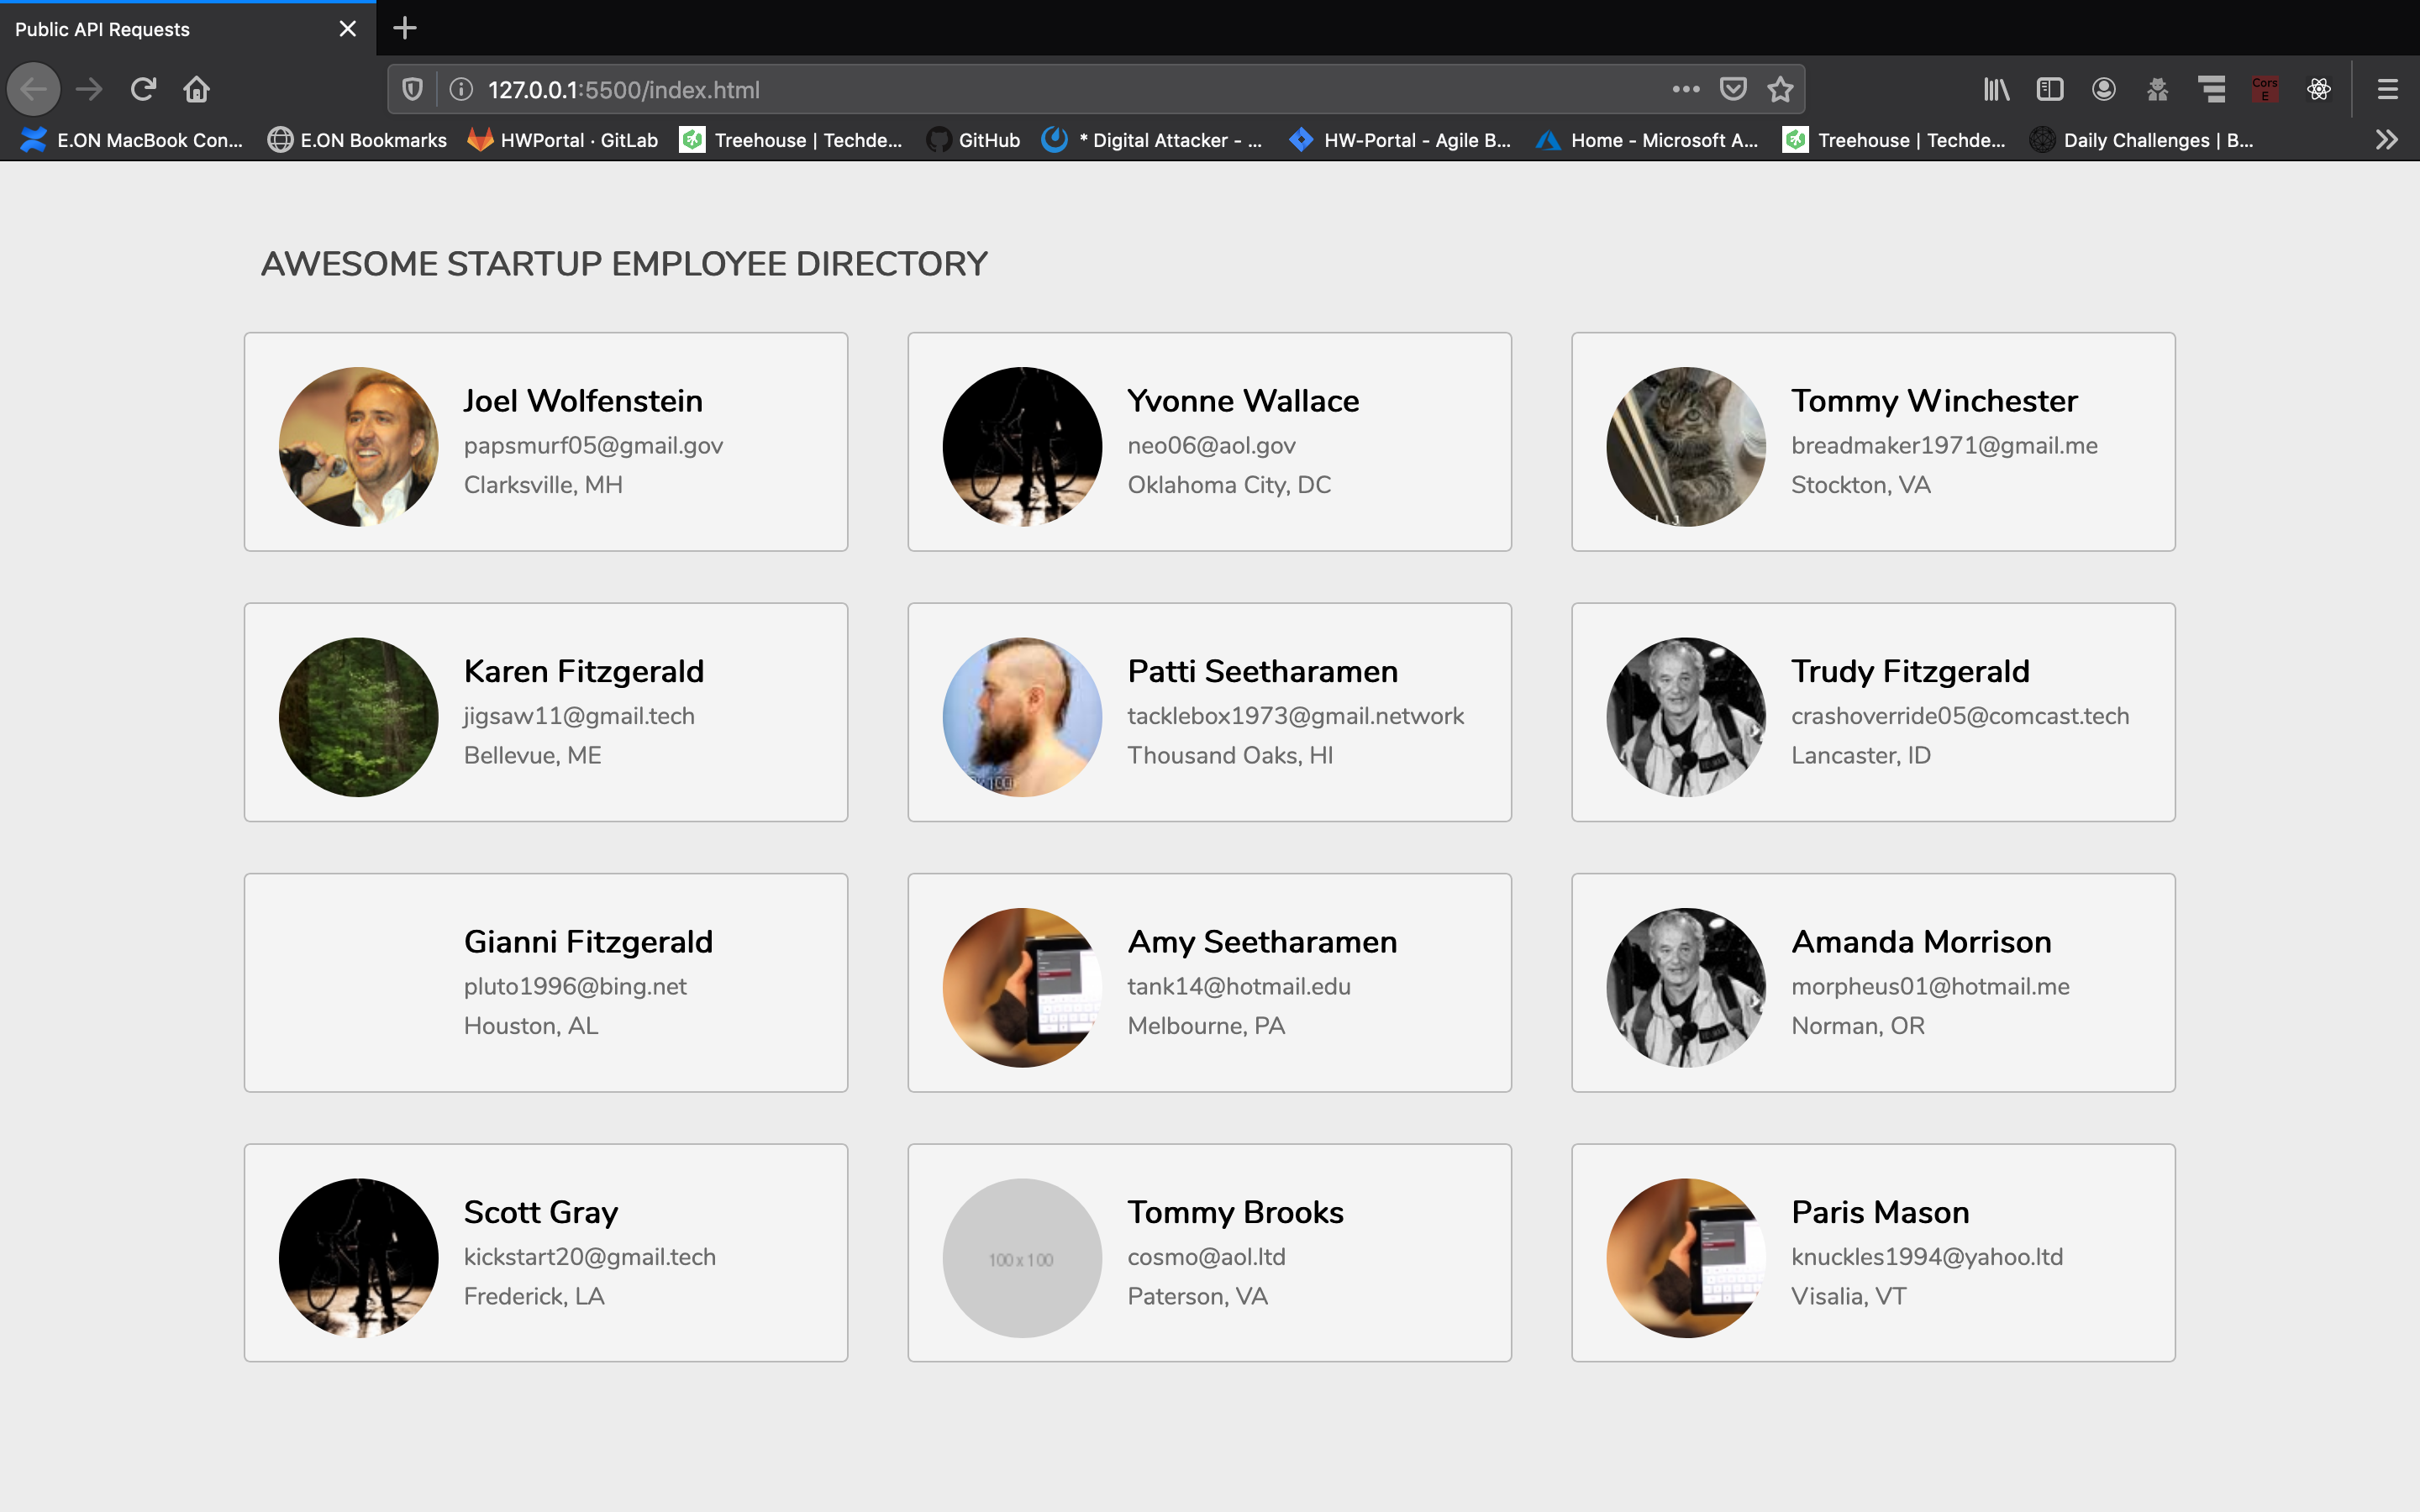 Public API Requests
127.0.0.1:5500/index.html
Cors
E
E.ON MacBook Con...
E.ON Bookmarks
HWPortal · GitLab
Treehouse | Techde...
GitHub
* Digital Attacker - ...
HW-Portal - Agile B...
Home - Microsoft A...
Treehouse | Techde...
Daily Challenges | B...
AWESOME STARTUP EMPLOYEE DIRECTORY
Joel Wolfenstein
papsmurf05@gmail.gov
Clarksville, MH
Yvonne Wallace
neo06@aol.gov
Oklahoma City, DC
Tommy Winchester
breadmaker1971@gmail.me
Stockton, VA
Karen Fitzgerald
jigsaw11@gmail.tech
Bellevue, ME
Patti Seetharamen
tacklebox1973@gmail.network
Thousand Oaks, HI
Trudy Fitzgerald
crashoverride05@comcast.tech
Lancaster, ID
Gianni Fitzgerald
pluto1996@bing.net
Houston, AL
Amy Seetharamen
tank14@hotmail.edu
Melbourne, PA
Amanda Morrison
morpheus01@hotmail.me
Norman, OR
Scott Gray
kickstart20@gmail.tech
Frederick, LA
100 x 100
Tommy Brooks
cosmo@aol.ltd
Paterson, VA
Paris Mason
knuckles1994@yahoo.ltd
Visalia, VT